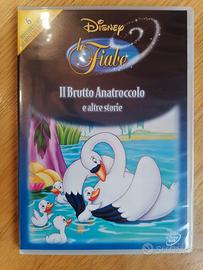 Disney
le Fiabe
Il Brutto Anatroccolo
e altre storie